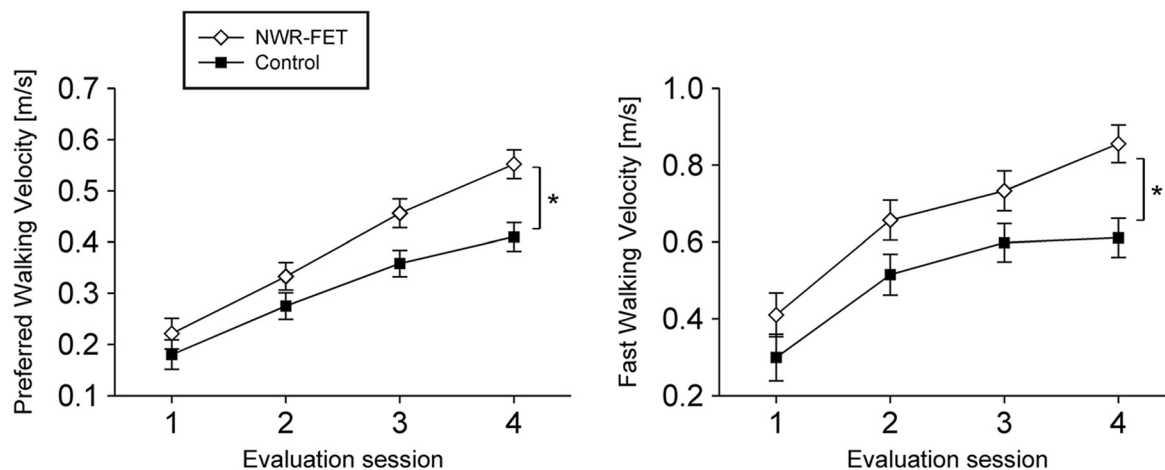 NWR-FET
Control
Preferred Walking Velocity [m/s]
0.7
0.6
0.5
0.4
0.3
0.2
0.1
*
1 2 3 4
Evaluation session
Fast Walking Velocity [m/s]
1.0
0.8
0.6
0.4
0.2
*
1 2 3 4
Evaluation session